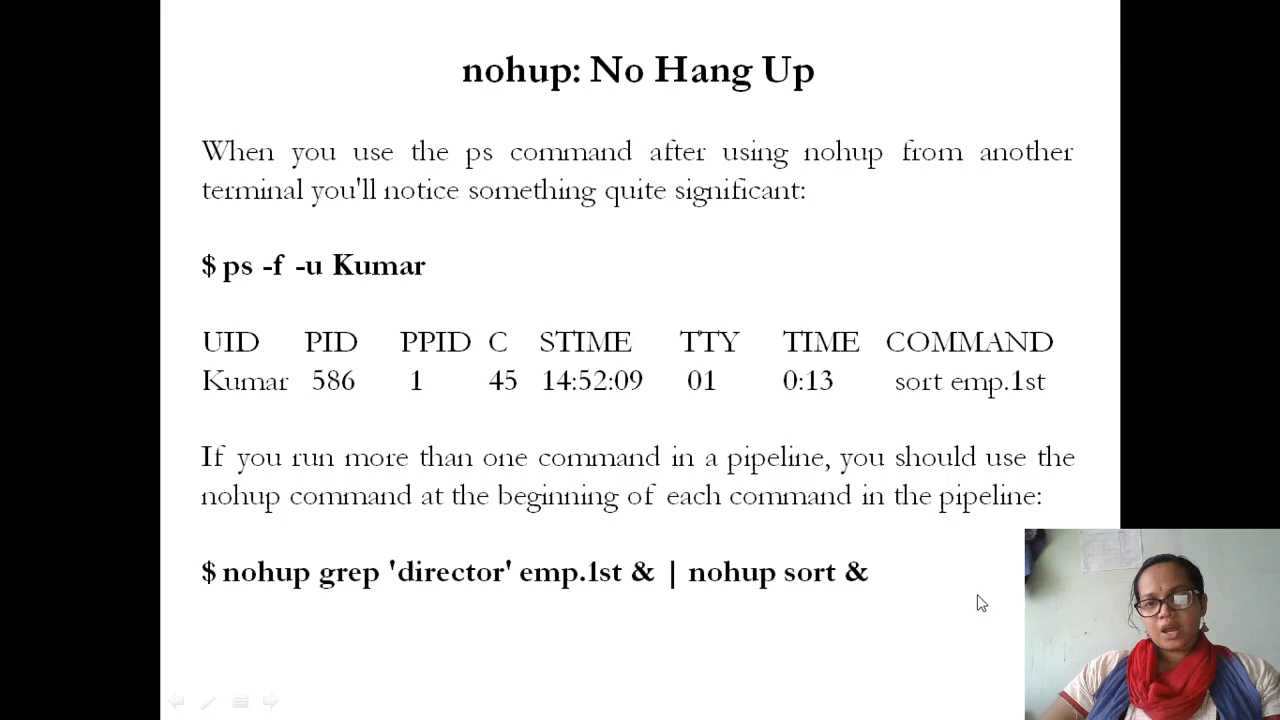 nohup: No Hang Up
When you use the ps command after using nohup from another
terminal you'll notice something quite significant:
$ ps -f -u Kumar
UID PID PPID C STIME TTY TIME COMMAND
Kumar 586 1 45 14:52:09 01 0:13 sort emp.1st
If you run more than one command in a pipeline, you should use the
nohup command at the beginning of each command in the pipeline:
$ nohup grep 'director' emp.1st & | nohup sort &